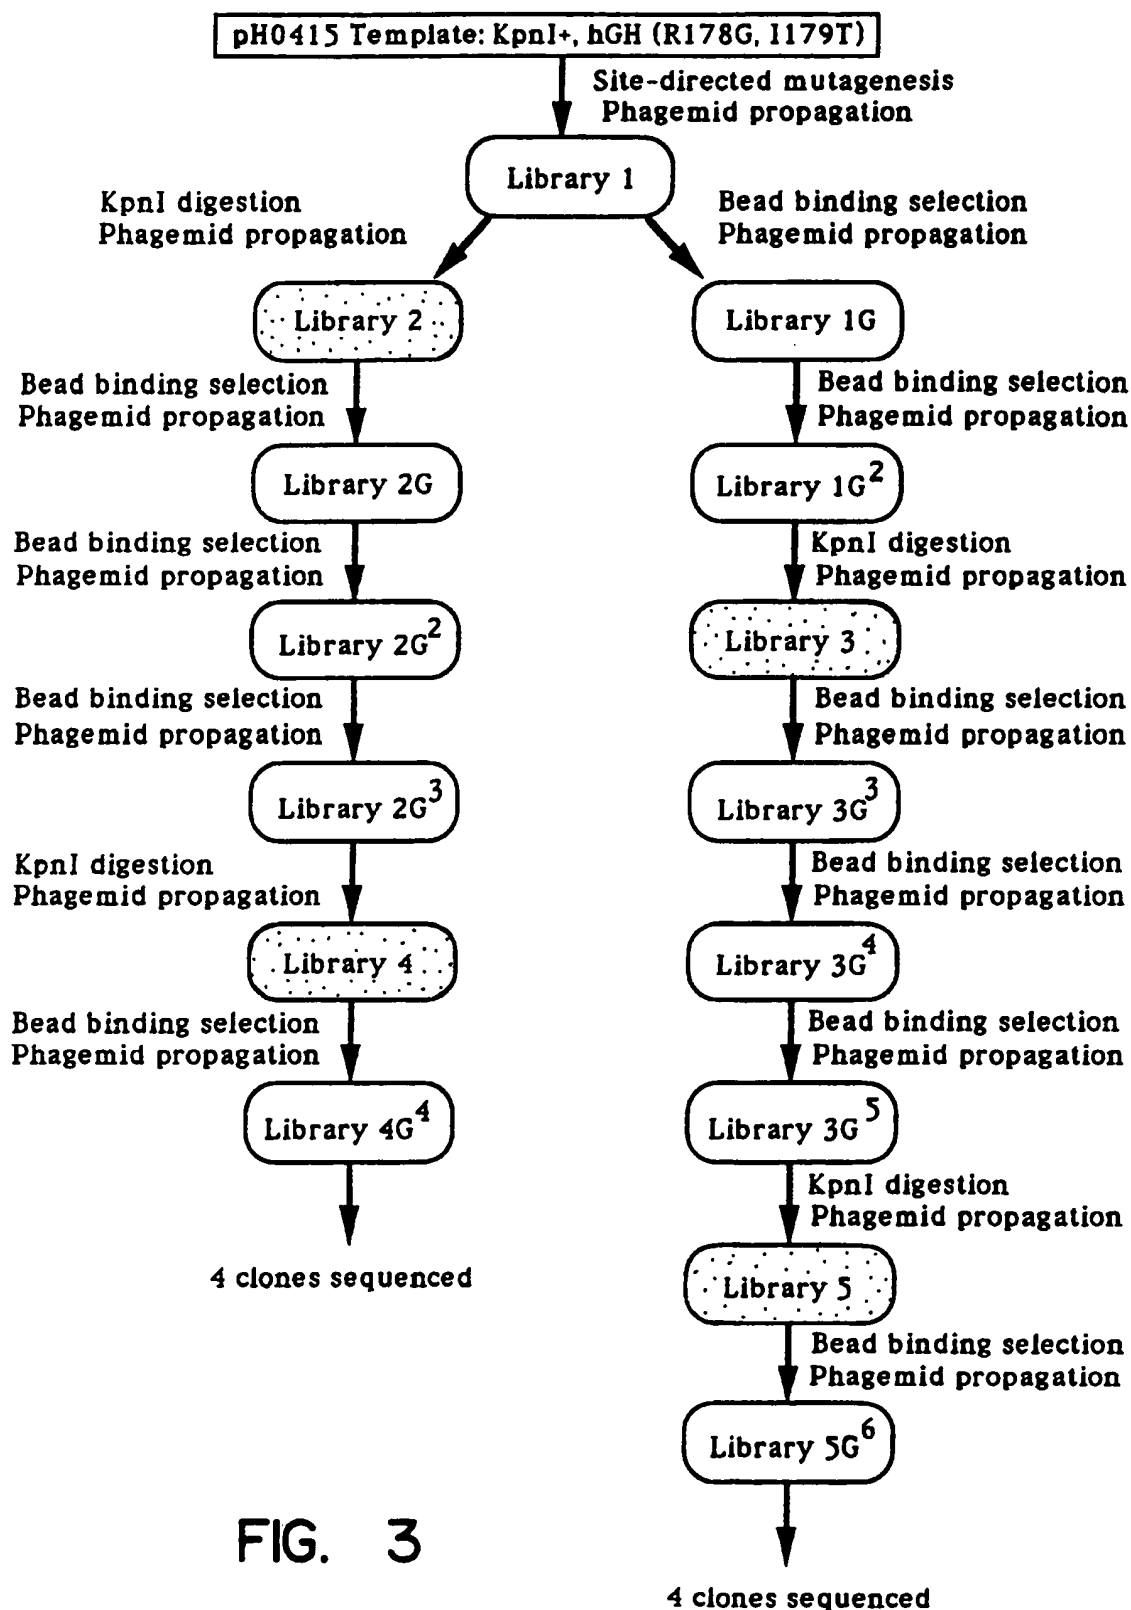 pH0415 Template: KpnI+, hGH (R178G, I179T)
Site-directed mutagenesis
Phagemid propagation
Library 1
KpnI digestion
Phagemid propagation
Bead binding selection
Phagemid propagation
Library 2
Library 1G
Bead binding selection
Phagemid propagation
Bead binding selection
Phagemid propagation
Library 2G
Library 1G²
Bead binding selection
Phagemid propagation
KpnI digestion
Phagemid propagation
Library 2G²
Library 3
Bead binding selection
Phagemid propagation
Bead binding selection
Phagemid propagation
Library 2G³
Library 3G³
KpnI digestion
Phagemid propagation
Bead binding selection
Phagemid propagation
Library 4
Library 3G⁴
Bead binding selection
Phagemid propagation
Bead binding selection
Phagemid propagation
Library 4G⁴
Library 3G⁵
KpnI digestion
Phagemid propagation
4 clones sequenced
Library 5
Bead binding selection
Phagemid propagation
Library 5G⁶
FIG. 3
4 clones sequenced